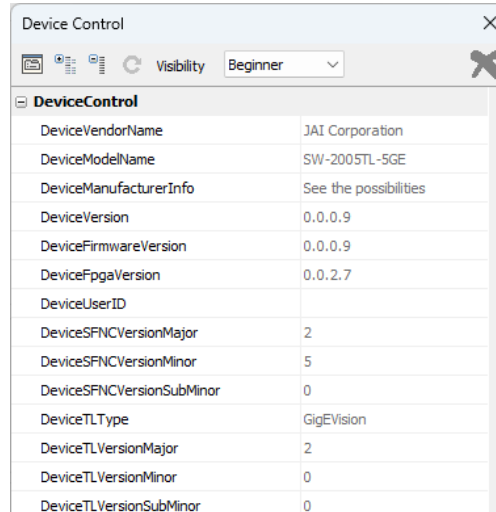 Device Control
Visibility Beginner
DeviceControl
DeviceVendorName JAI Corporation
DeviceModelName SW-2005TL-5GE
DeviceManufacturerInfo See the possibilities
DeviceVersion 0.0.0.9
DeviceFirmwareVersion 0.0.0.9
DeviceFpgaVersion 0.0.2.7
DeviceUserID
DeviceSFNCVersionMajor 2
DeviceSFNCVersionMinor 5
DeviceSFNCVersionSubMinor 0
DeviceTLType GigEVision
DeviceTLVersionMajor 2
DeviceTLVersionMinor 0
DeviceTLVersionSubMinor 0